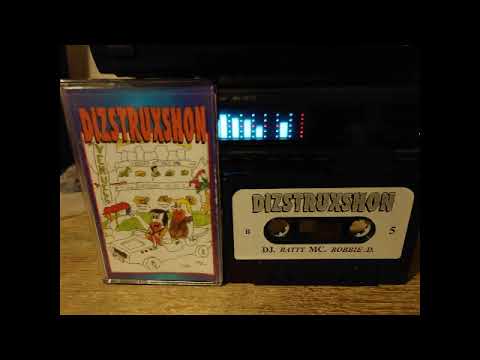 DIZSTRUXSHON
DIZSTRUXSHON
B
5
DJ. RATTY MC. ROBBIE D.